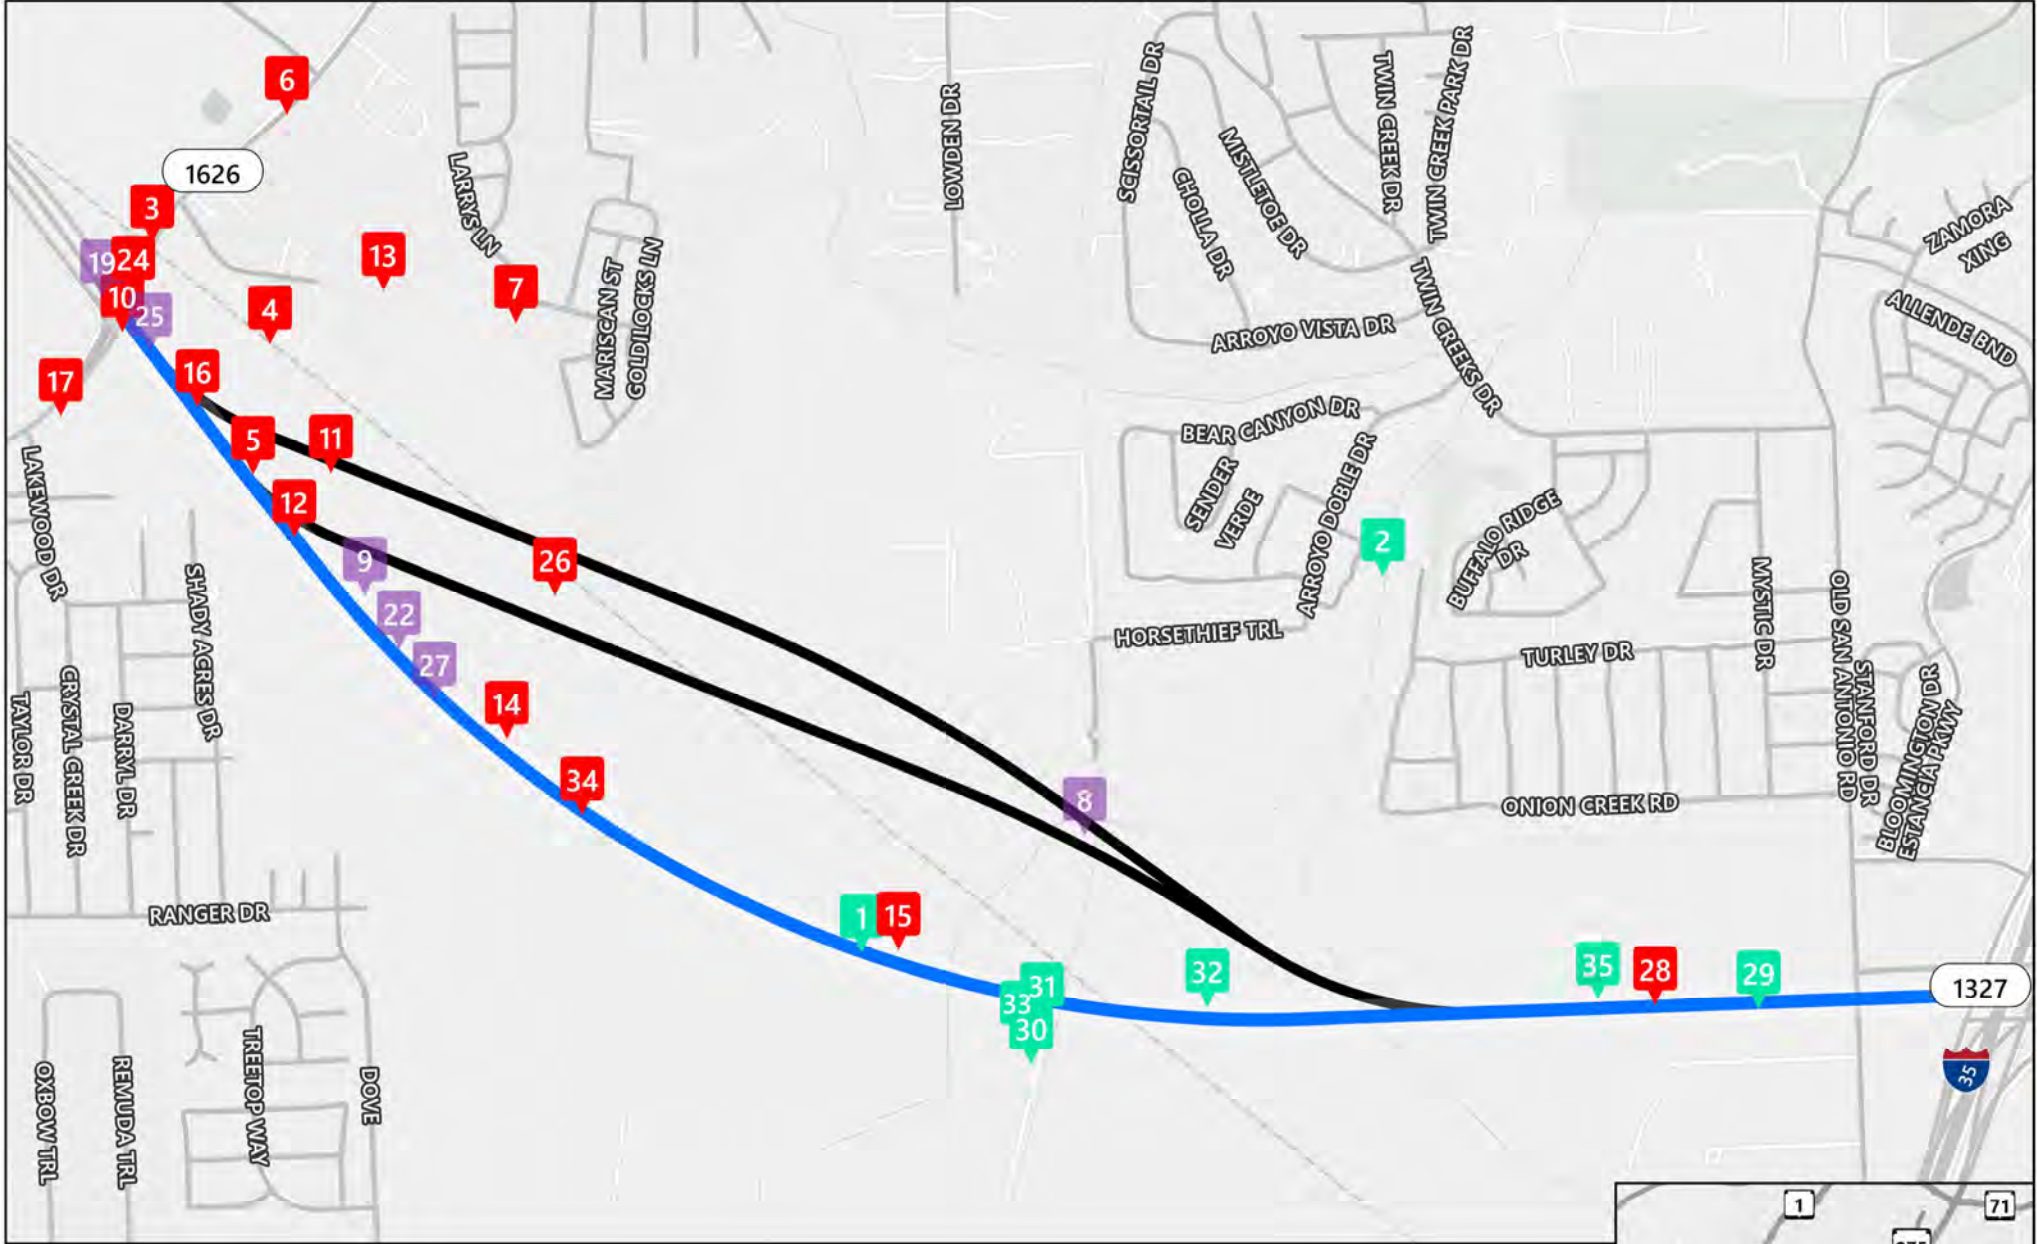 6
1626
3
19
24
10
25
4
13
7
16
17
5
11
12
9
26
22
27
14
34
8
2
1
15
31
33
30
32
35
28
29
1327
35
1
71
LARRYS LN
MARISCAN ST
GOLDILOCKS LN
LOWDEN DR
SCISSORTAIL DR
CHOLLA DR
MISTLETOE DR
TWIN CREEK DR
TWIN CREEK PARK DR
ARROYO VISTA DR
TWIN CREEKS DR
BEAR CANYON DR
SENDER
VERDE
ARROYO DOBLE DR
HORSETHIEF TRL
BUFFALO RIDGE
DR
TURLEY DR
MYSTIC DR
ONION CREEK RD
OLD SAN ANTONIO RD
STANFORD DR
BLOOMINGTON DR
ESTANCIA PKWY
ZAMORA
XING
ALLENDE BND
LAKEWOOD DR
SHADY ACRES DR
TAYLOR DR
CRYSTAL CREEK DR
DARRYL DR
RANGER DR
OXBOW TRL
REMUDA TRL
TREETOP WAY
DOVE